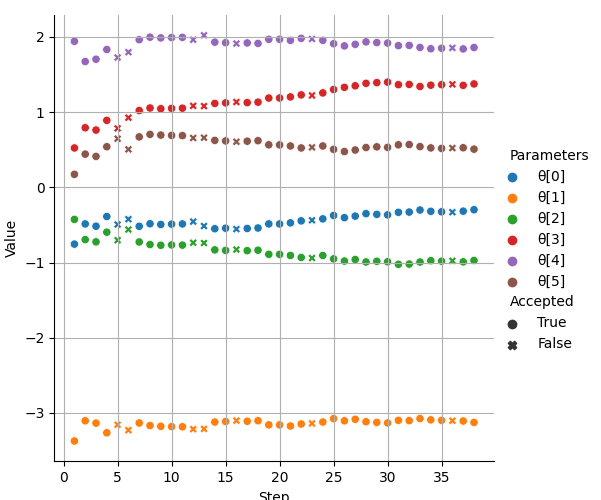 2
1
0
−1
−2
−3
Value
0
5
10
15
20
25
30
35
Step
Parameters
θ[0]
θ[1]
θ[2]
θ[3]
θ[4]
θ[5]
Accepted
True
False